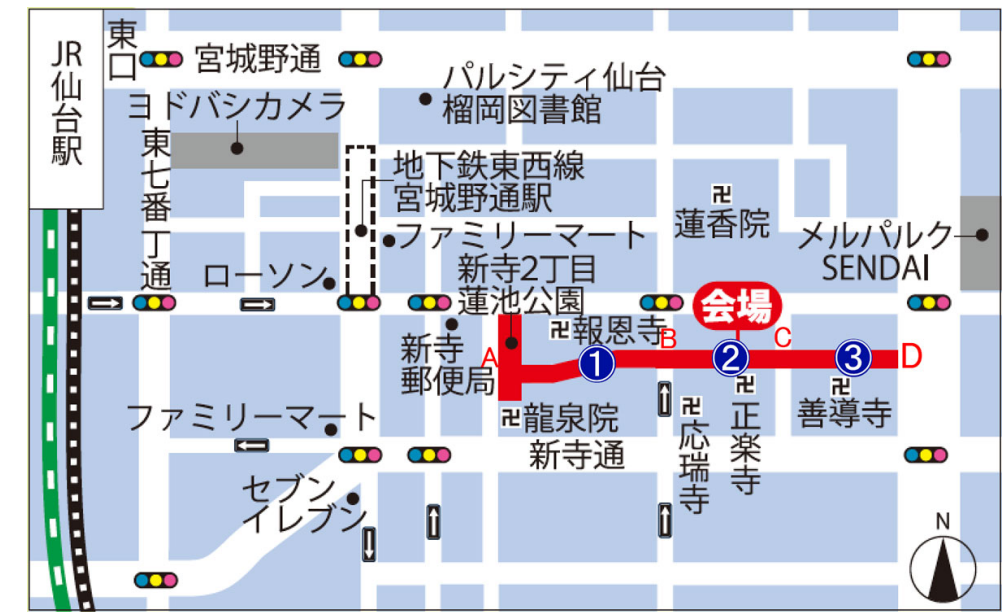 JR仙台駅
東口
宮城野通
パルシティ仙台
榴岡図書館
ヨドバシカメラ
東七番丁通
地下鉄東西線
宮城野通駅
卍
蓮香院
ファミリーマート
メルパルク
SENDAI
ローソン
新寺2丁目
蓮池公園
会場
卍報恩寺
新寺
郵便局
A
B
C
D
1
2
3
卍龍泉院
卍
応瑞寺
卍
正楽寺
卍
善導寺
ファミリーマート
新寺通
セブン
イレブン
N